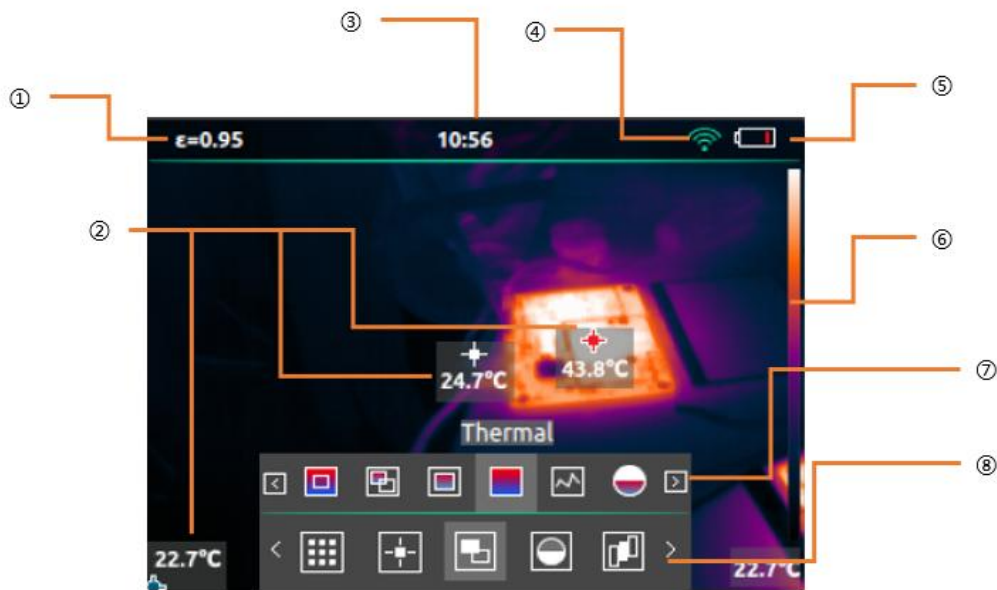 ③
④
①
⑤
ε=0.95 10:56
②
⑥
24.7°C 43.8°C
⑦
Thermal
⑧
22.7°C 22.7°C